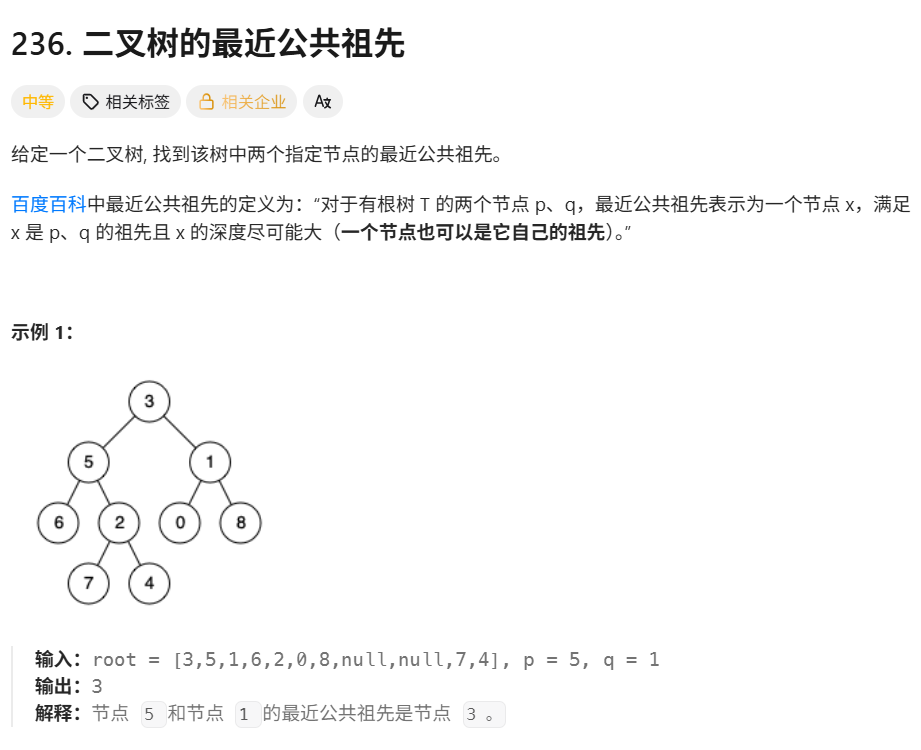 236. 二叉树的最近公共祖先
中等 相关标签 相关企业 A文
给定一个二叉树, 找到该树中两个指定节点的最近公共祖先。
百度百科中最近公共祖先的定义为：“对于有根树 T 的两个节点 p、q，最近公共祖先表示为一个节点 x，满足
x 是 p、q 的祖先且 x 的深度尽可能大（一个节点也可以是它自己的祖先）。”
示例 1：
3
5 1
6 2 0 8
7 4
输入：root = [3,5,1,6,2,0,8,null,null,7,4], p = 5, q = 1
输出：3
解释：节点 5 和节点 1 的最近公共祖先是节点 3 。